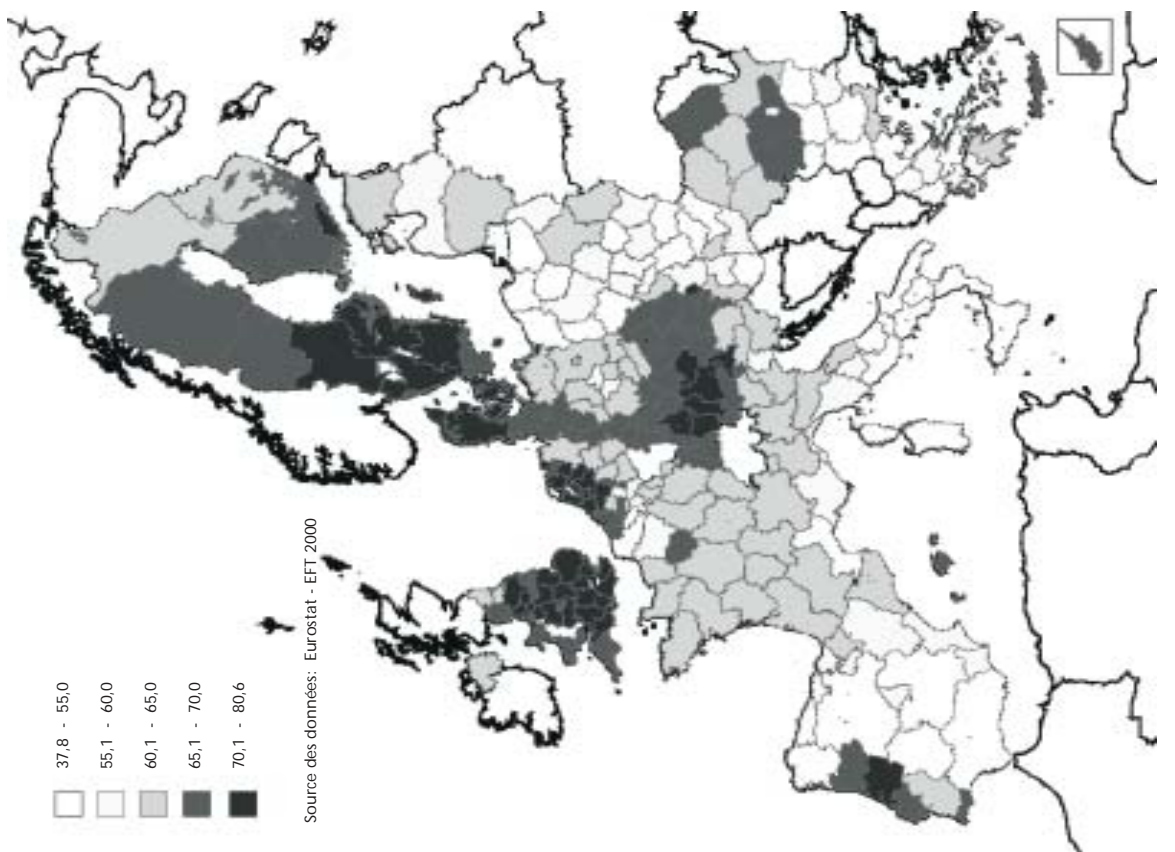 37,8 - 55,0
55,1 - 60,0
60,1 - 65,0
65,1 - 70,0
70,1 - 80,6
Source des données: Eurostat - EFT 2000